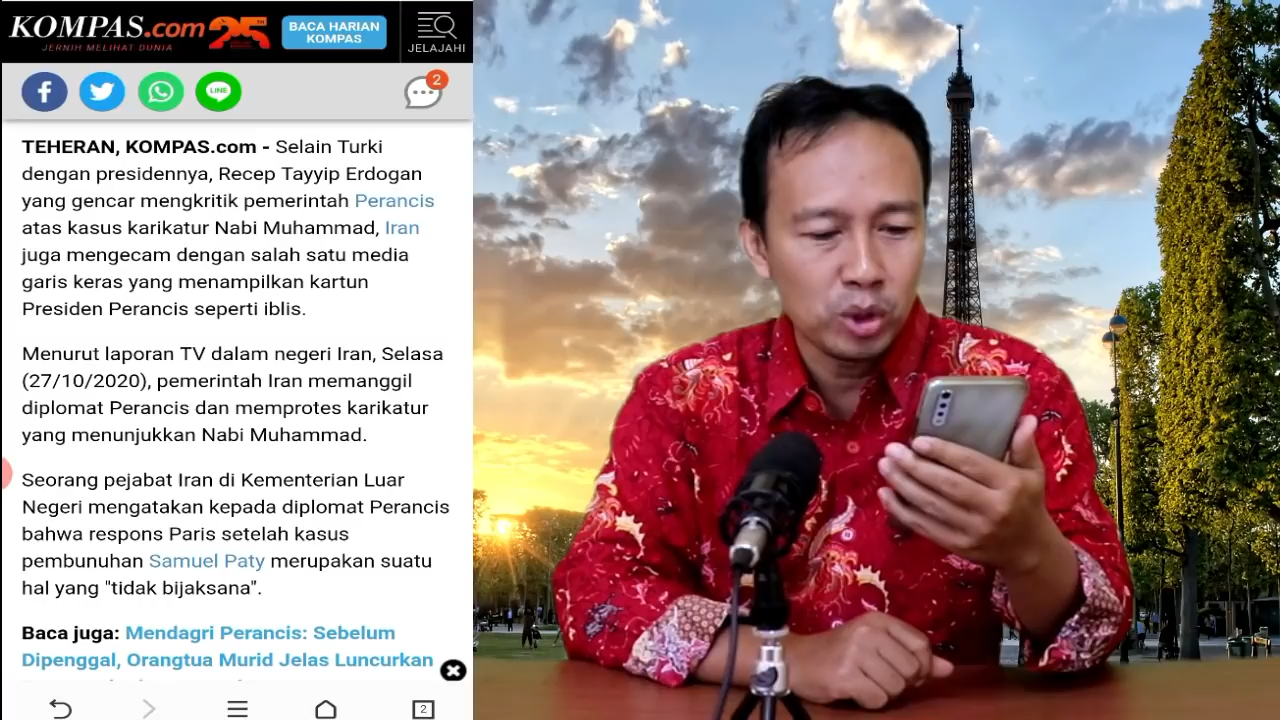 KOMPAS.com 25TH
JERNIH MELIHAT DUNIA
BACA HARIAN
KOMPAS
JELAJAHI
LINE
2
TEHERAN, KOMPAS.com - Selain Turki
dengan presidennya, Recep Tayyip Erdogan
yang gencar mengkritik pemerintah Perancis
atas kasus karikatur Nabi Muhammad, Iran
juga mengecam dengan salah satu media
garis keras yang menampilkan kartun
Presiden Perancis seperti iblis.
Menurut laporan TV dalam negeri Iran, Selasa
(27/10/2020), pemerintah Iran memanggil
diplomat Perancis dan memprotes karikatur
yang menunjukkan Nabi Muhammad.
Seorang pejabat Iran di Kementerian Luar
Negeri mengatakan kepada diplomat Perancis
bahwa respons Paris setelah kasus
pembunuhan Samuel Paty merupakan suatu
hal yang "tidak bijaksana".
Baca juga: Mendagri Perancis: Sebelum
Dipenggal, Orangtua Murid Jelas Luncurkan
2